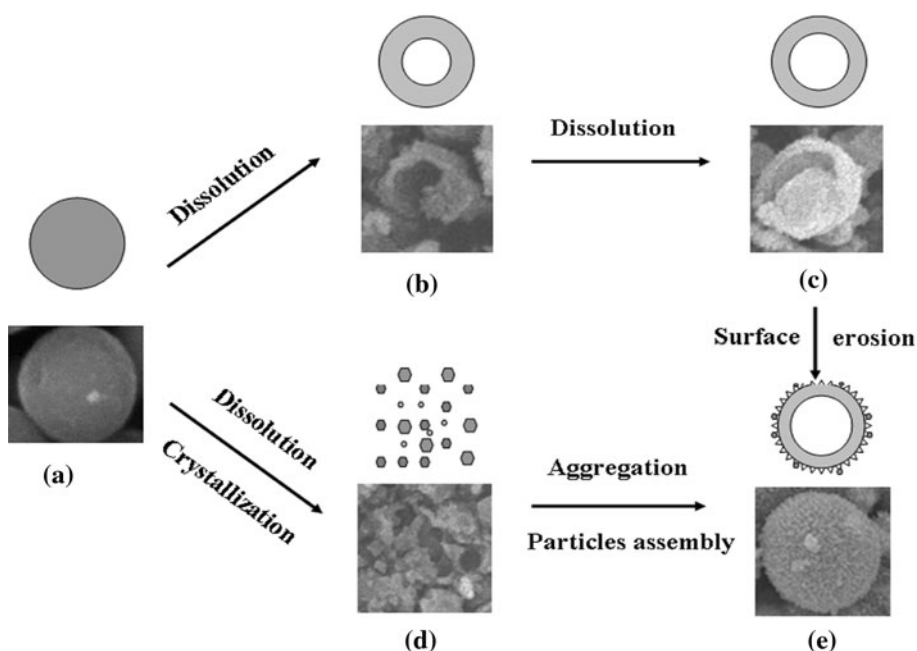 Dissolution
(b)
Dissolution
(c)
(a)
Dissolution
Crystallization
(d)
Surface erosion
Aggregation
Particles assembly
(e)